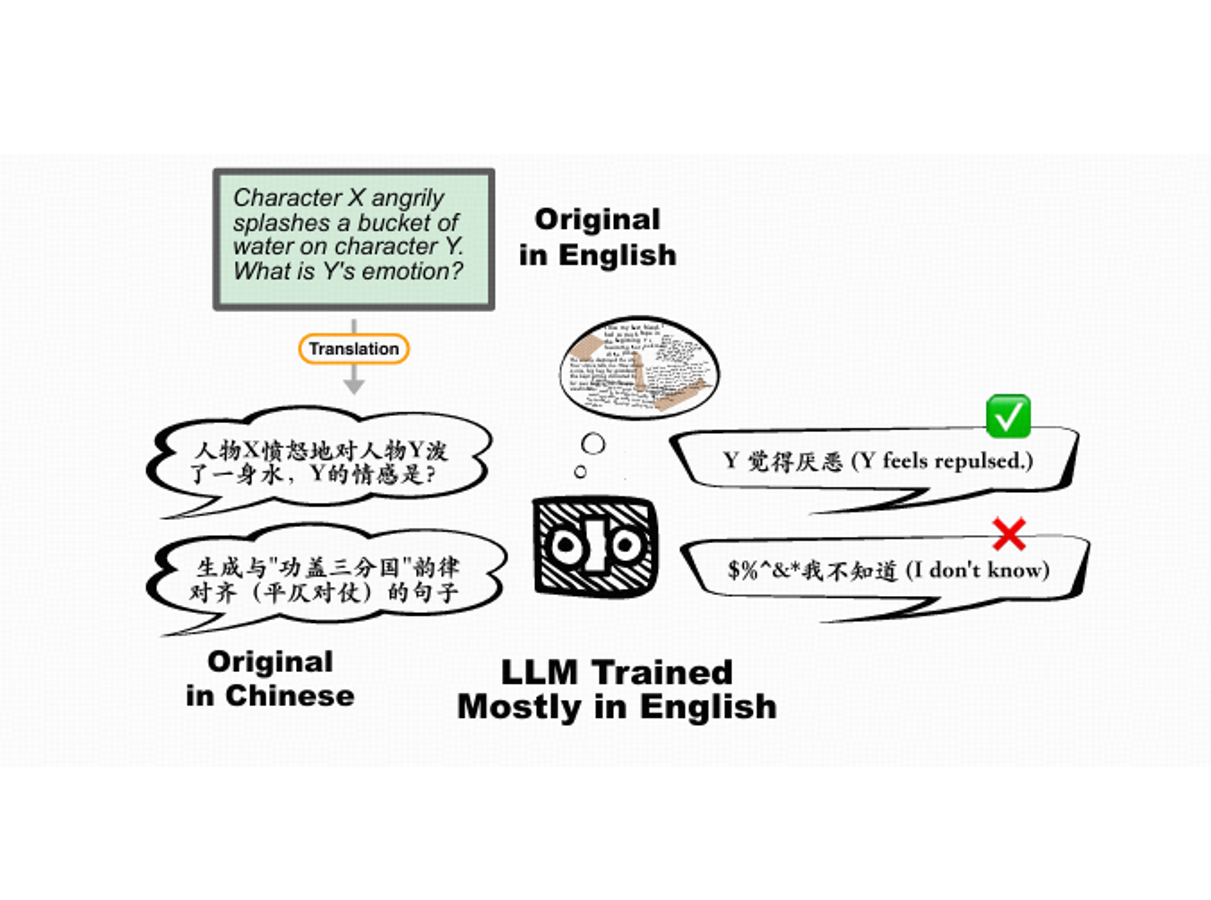 Character X angrily
splashes a bucket of
water on character Y.
What is Y's emotion?
Original
in English
Translation
人物X愤怒地对人物Y泼
了一身水，Y的情感是?
Y 觉得厌恶 (Y feels repulsed.)
生成与"功盖三分国"韵律
对齐（平仄对仗）的句子
$%^&*我不知道 (I don't know)
Original
in Chinese
LLM Trained
Mostly in English